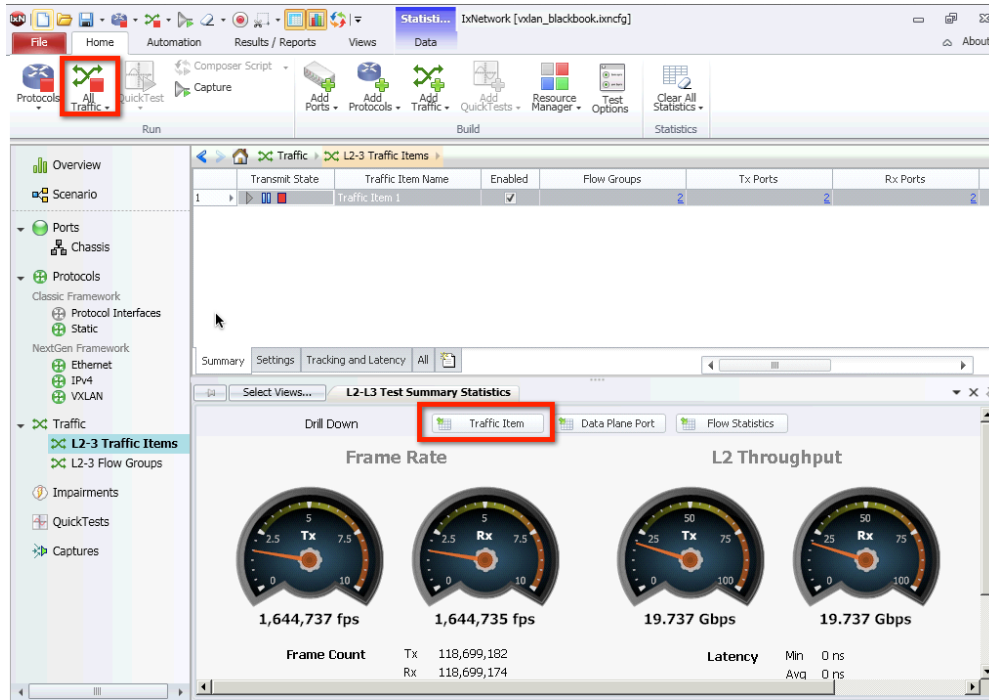 IxN
Statisti...
IxNetwork [vxlan_blackbook.ixncfg]
File Home Automation Results / Reports Views Data
About
Protocols
All Traffic
QuickTest
Composer Script
Capture
Run
Add Ports
Add Protocols
Add Traffic
Add QuickTests
Resource Manager
Test Options
Build
Clear All Statistics
Statistics
Overview
Scenario
Ports
Chassis
Protocols
Classic Framework
Protocol Interfaces
Static
NextGen Framework
Ethernet
IPv4
VXLAN
Traffic
L2-3 Traffic Items
L2-3 Flow Groups
Impairments
QuickTests
Captures
Traffic L2-3 Traffic Items
Transmit State Traffic Item Name Enabled Flow Groups Tx Ports Rx Ports
1 Traffic Item 1 2 2 2
Summary Settings Tracking and Latency All
Select Views... L2-L3 Test Summary Statistics
Drill Down Traffic Item Data Plane Port Flow Statistics
Frame Rate L2 Throughput
5 5 50 50
2.5 Tx 7.5 2.5 Rx 7.5 25 Tx 75 25 Rx 75
0 10 0 10 0 100 0 100
1,644,737 fps 1,644,735 fps 19.737 Gbps 19.737 Gbps
Frame Count Tx 118,699,182 Latency Min 0 ns
Rx 118,699,174 Avg 0 ns